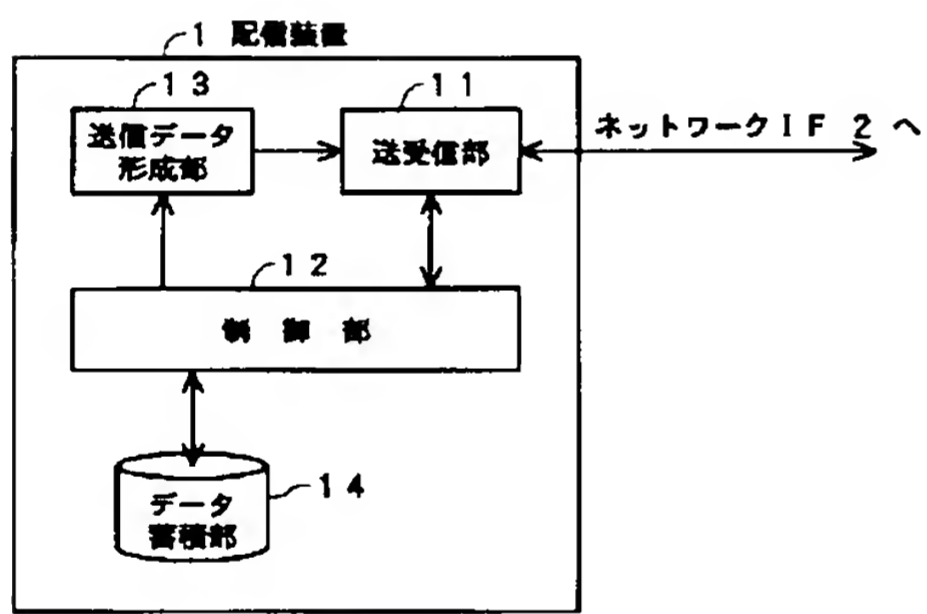 1 配信装置
13
11
送信データ
形成部
送受信部
ネットワークIF 2 へ
12
制 御 部
14
データ
蓄積部